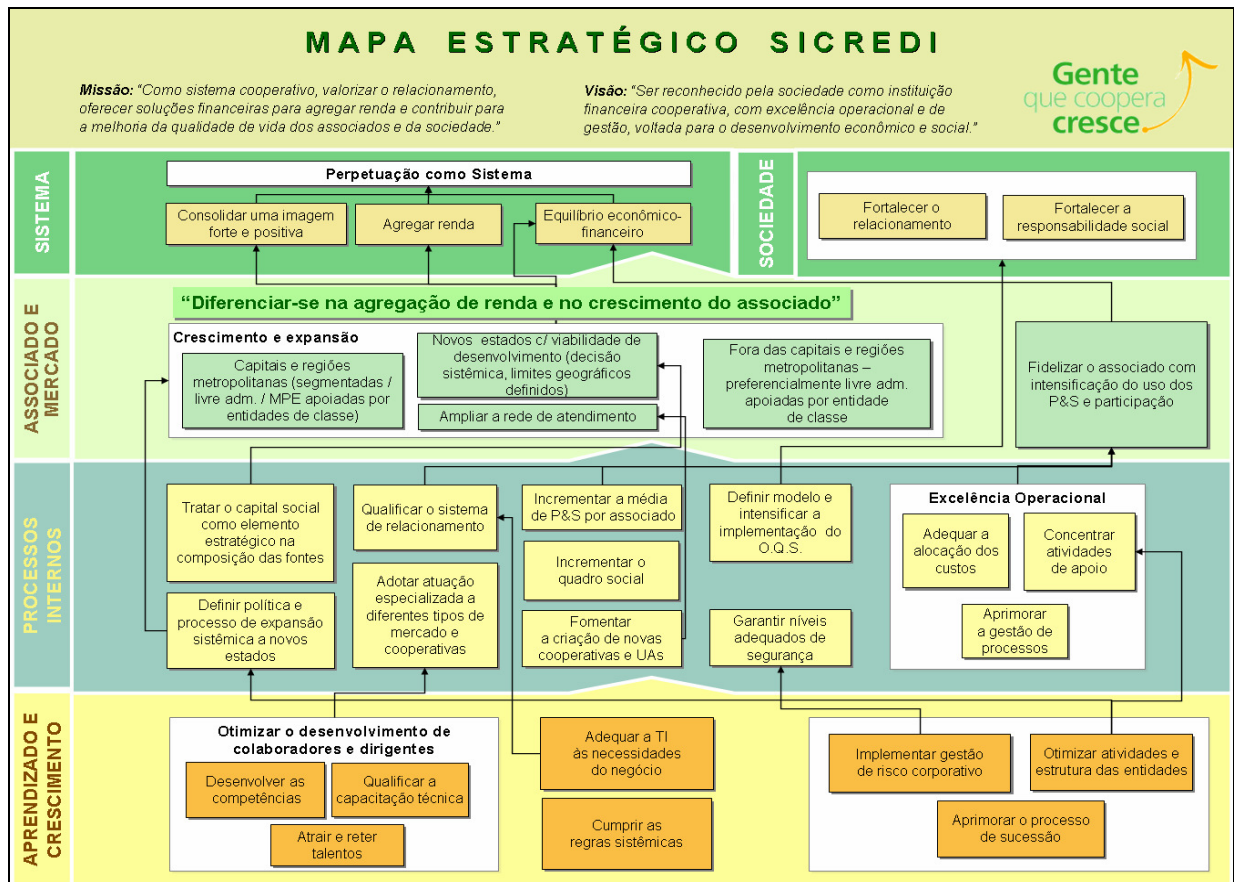 MAPA ESTRATÉGICO SICREDI
Missão: “Como sistema cooperativo, valorizar o relacionamento,
oferecer soluções financeiras para agregar renda e contribuir para
a melhoria da qualidade de vida dos associados e da sociedade.”
Visão: “Ser reconhecido pela sociedade como instituição
financeira cooperativa, com excelência operacional e de
gestão, voltada para o desenvolvimento econômico e social.”
Gente
que coopera
cresce.
SISTEMA
Perpetuação como Sistema
Consolidar uma imagem
forte e positiva
Agregar renda
Equilíbrio econômico-
financeiro
SOCIEDADE
Fortalecer o
relacionamento
Fortalecer a
responsabilidade social
ASSOCIADO E
MERCADO
“Diferenciar-se na agregação de renda e no crescimento do associado”
Crescimento e expansão
Capitais e regiões
metropolitanas (segmentadas /
livre adm. / MPE apoiadas por
entidades de classe)
Novos estados c/ viabilidade de
desenvolvimento (decisão
sistêmica, limites geográficos
definidos)
Ampliar a rede de atendimento
Fora das capitais e regiões
metropolitanas –
preferencialmente livre adm.
apoiadas por entidade
de classe
Fidelizar o associado com
intensificação do uso dos
P&S e participação
PROCESSOS
INTERNOS
Tratar o capital social
como elemento
estratégico na
composição das fontes
Definir política e
processo de expansão
sistêmica a novos
estados
Qualificar o sistema
de relacionamento
Adotar atuação
especializada a
diferentes tipos de
mercado e
cooperativas
Incrementar a média
de P&S por associado
Incrementar o
quadro social
Fomentar
a criação de novas
cooperativas e UAs
Definir modelo e
intensificar a
implementação do
O.Q.S.
Garantir níveis
adequados de
segurança
Excelência Operacional
Adequar a
alocação dos
custos
Concentrar
atividades
de apoio
Aprimorar
a gestão de
processos
APRENDIZADO E
CRESCIMENTO
Otimizar o desenvolvimento de
colaboradores e dirigentes
Desenvolver as
competências
Qualificar a
capacitação técnica
Atrair e reter
talentos
Adequar a TI
às necessidades
do negócio
Cumprir as
regras sistêmicas
Implementar gestão
de risco corporativo
Otimizar atividades e
estrutura das entidades
Aprimorar o processo
de sucessão